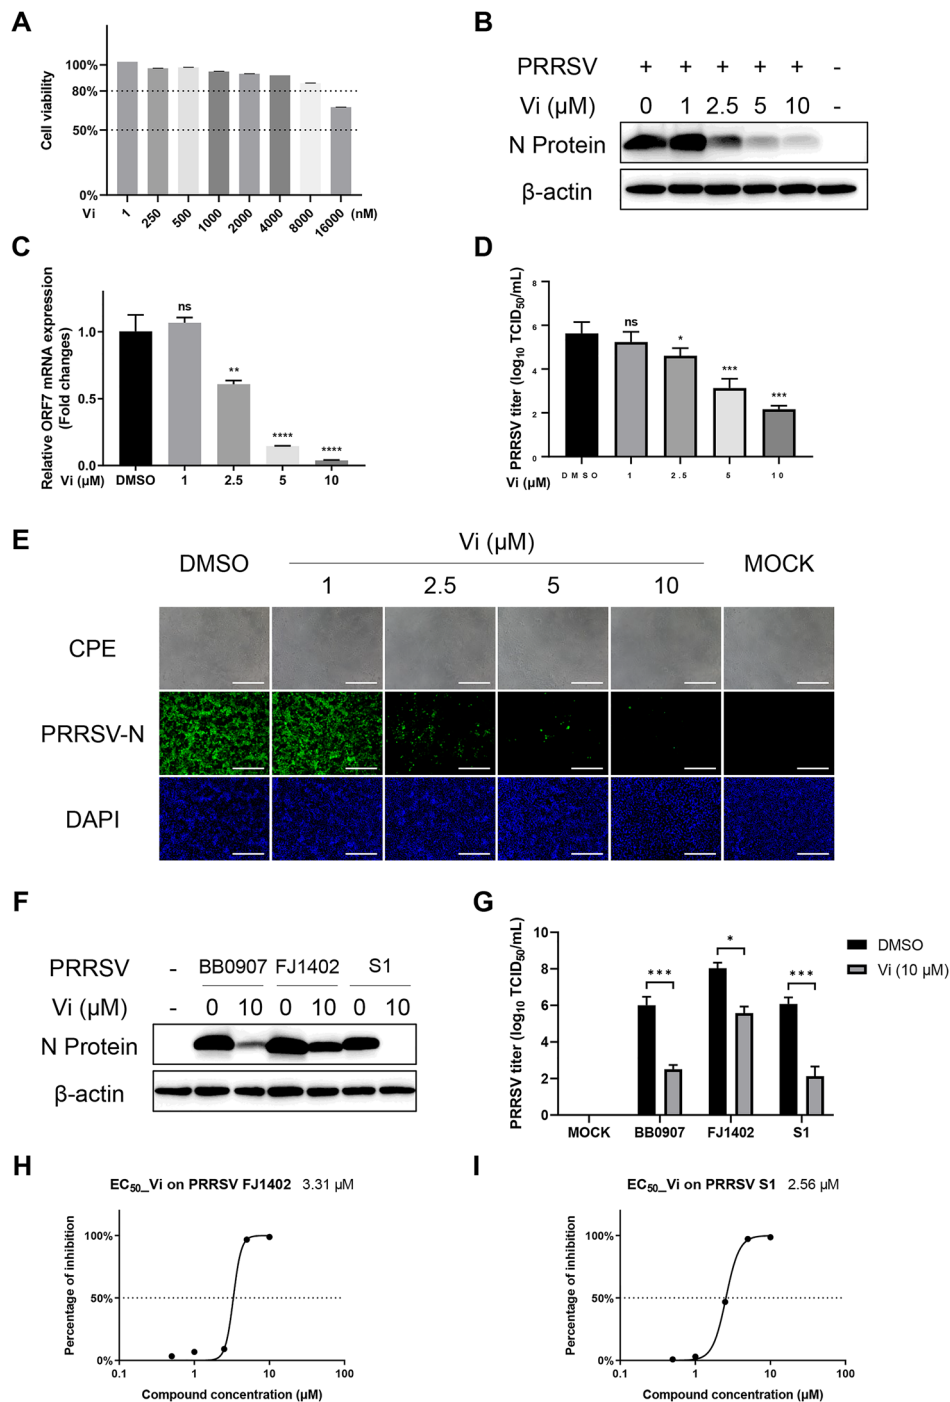 A
Cell viability
100%
80%
50%
0%
Vi 1 250 500 1000 2000 4000 8000 16000 (nM)
B
PRRSV + + + + + -
Vi (μM) 0 1 2.5 5 10 -
N Protein
β-actin
C
Relative ORF7 mRNA expression
(Fold changes)
1.0
0.5
0.0
ns
**
****
****
Vi (μM) DMSO 1 2.5 5 10
D
PRRSV titer (log10 TCID50/mL)
8
6
4
2
0
ns
*
***
***
Vi (μM) DMSO 1 2.5 5 10
E
Vi (μM)
DMSO 1 2.5 5 10 MOCK
CPE
PRRSV-N
DAPI
F
PRRSV - BB0907 FJ1402 S1
Vi (μM) - 0 10 0 10 0 10
N Protein
β-actin
G
PRRSV titer (log10 TCID50/mL)
10
8
6
4
2
0
***
*
***
MOCK BB0907 FJ1402 S1
DMSO
Vi (10 μM)
H
EC50_Vi on PRRSV FJ1402 3.31 μM
Percentage of inhibition
100%
50%
0%
0.1 1 10 100
Compound concentration (μM)
I
EC50_Vi on PRRSV S1 2.56 μM
Percentage of inhibition
100%
50%
0%
0.1 1 10 100
Compound concentration (μM)